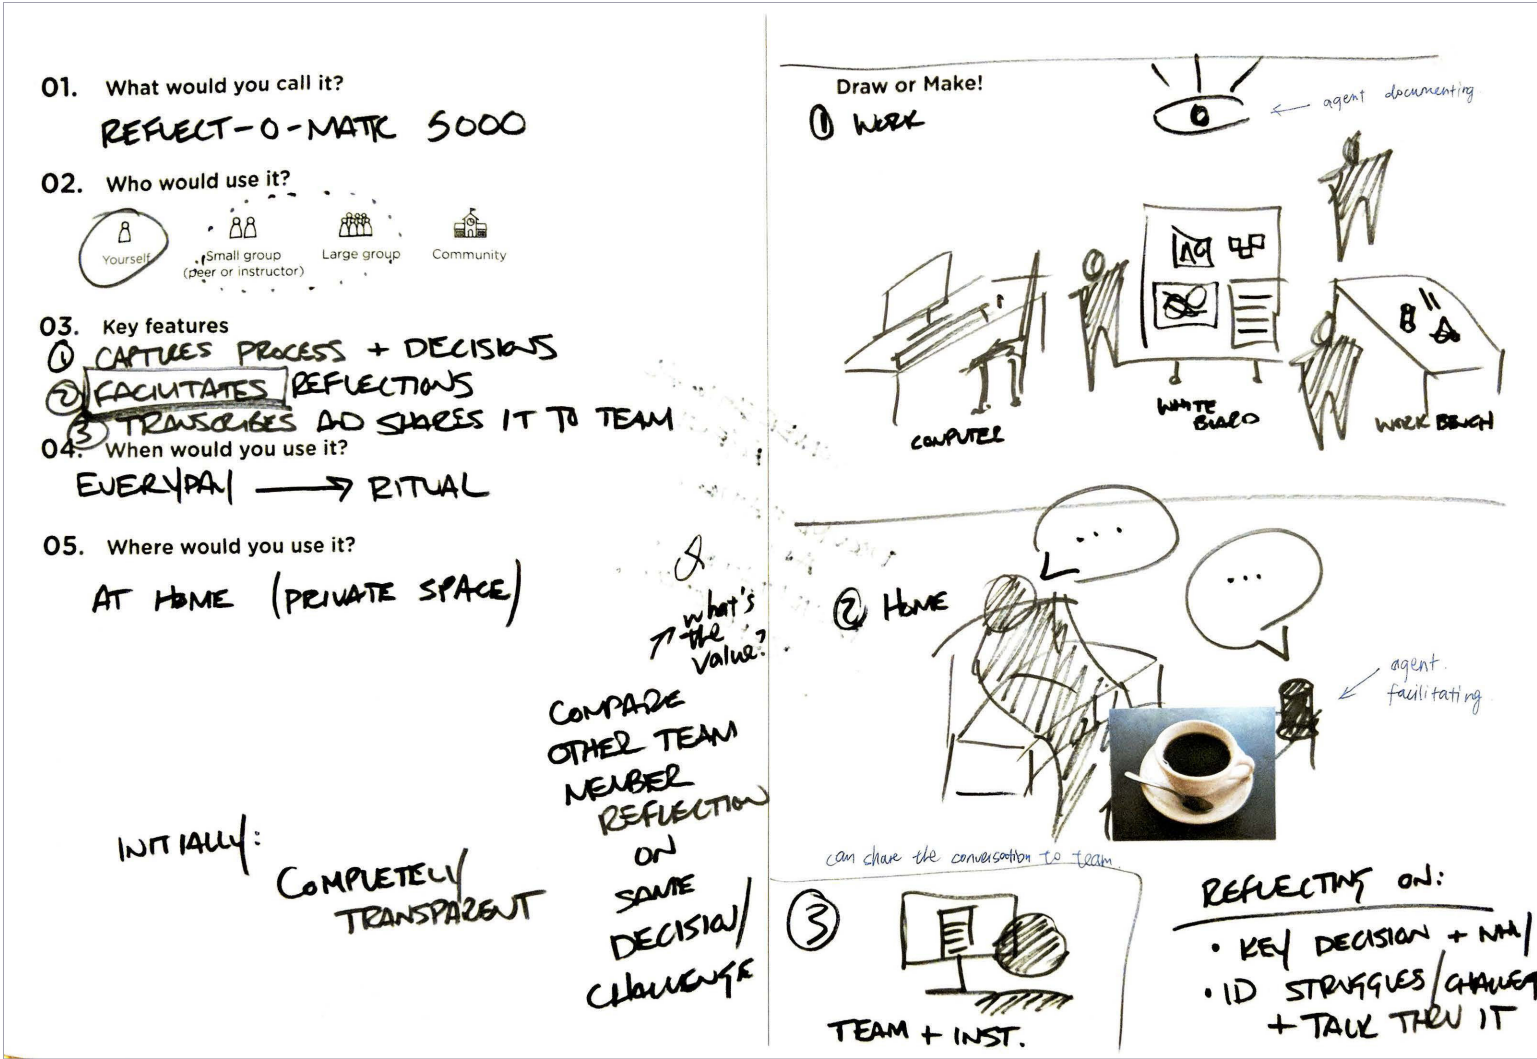 01. What would you call it?
REFLECT-O-MATIC 5000
02. Who would use it?
Yourself
Small group
(peer or instructor)
Large group
Community
03. Key features
① CAPTURES PROCESS + DECISIONS
② FACILITATES REFLECTIONS
③ TRANSCRIBES AD SHARES IT TO TEAM
04. When would you use it?
EVERYDAY → RITUAL
05. Where would you use it?
AT HOME (PRIVATE SPACE)
&
what's
the
value?
COMPARE
OTHER TEAM
MEMBER
REFLECTION
ON
SAME
DECISION/
CHALLENGE
INITIALLY:
COMPLETELY
TRANSPARENT
Draw or Make!
① WORK
agent documenting
COMPUTER
WHITE
BOARD
WORK BENCH
...
...
② HOME
agent
facilitating
can share the conversation to team.
③
TEAM + INST.
REFLECTING ON:
• KEY DECISION + WHY
• ID STRUGGLES/CHALLENGE
+ TALK THRU IT